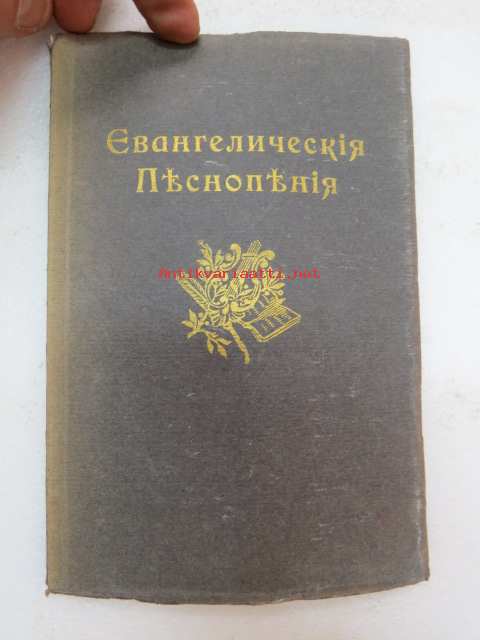 Евангелическія
Пѣснопѣнія
Antikvariaatti.net